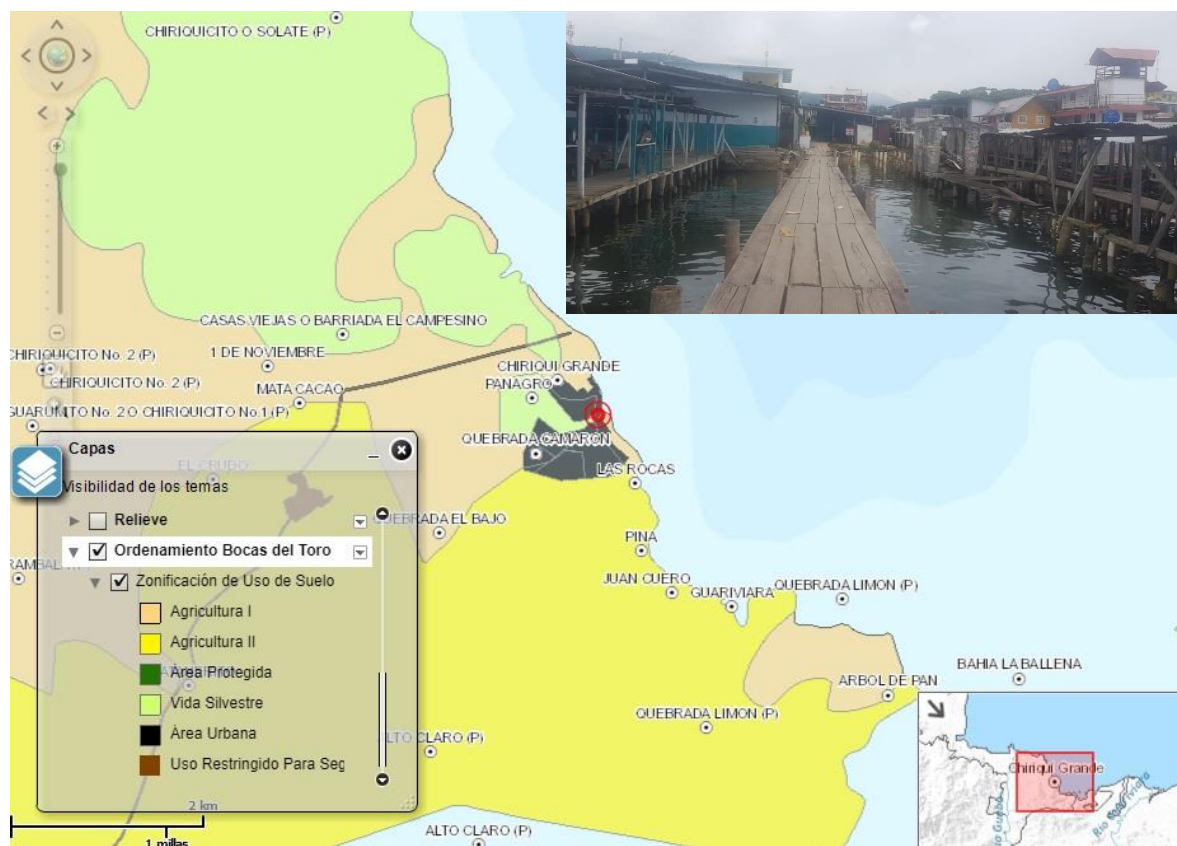 CHIRIQUICITO O SOLATE (P)
CASAS VIEJAS O BARRIADA EL CAMPESINO
CHIRIQUICITO No. 2 (P)
1 DE NOVIEMBRE
CHIRIQUI GRANDE
CHIRIQUICITO No. 2 (P)
MATA CACAO
PANAGRO
GUARUMITO No. 2 O CHIRIQUICITO No.1 (P)
QUEBRADA CAMARON
Capas
EL CRUDO
LAS ROCAS
Visibilidad de los temas
Relieve
QUEBRADA EL BAJO
Ordenamiento Bocas del Toro
PINA
Zonificación de Uso de Suelo
JUAN CUERO
GUARIVIARA
QUEBRADA LIMON (P)
Agricultura I
Agricultura II
Área Protegida
BAHIA LA BALLENA
ARBOL DE PAN
Vida Silvestre
QUEBRADA LIMON (P)
Área Urbana
ALTO CLARO (P)
Uso Restringido Para Seg
Chiriquí Grande
2 km
ALTO CLARO (P)
1 millas